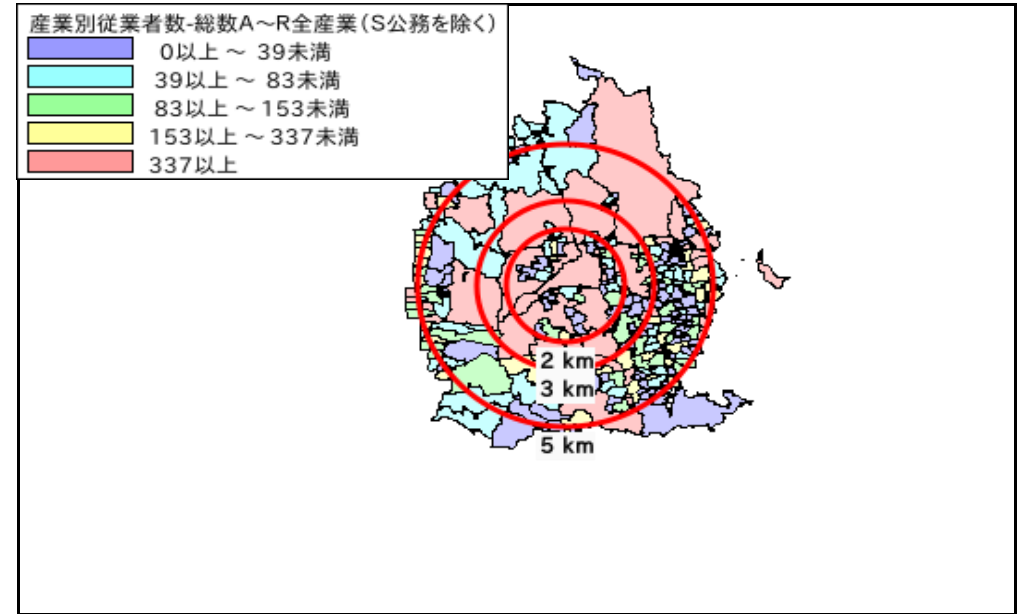 産業別従業者数-総数A〜R全産業(S公務を除く)
0以上 〜 39未満
39以上 〜 83未満
83以上 〜 153未満
153以上 〜 337未満
337以上
2 km
3 km
5 km